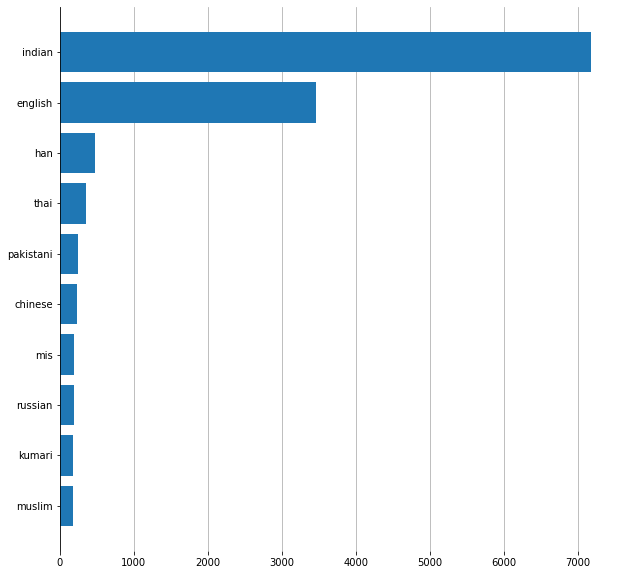 indian
english
han
thai
pakistani
chinese
mis
russian
kumari
muslim
0 1000 2000 3000 4000 5000 6000 7000